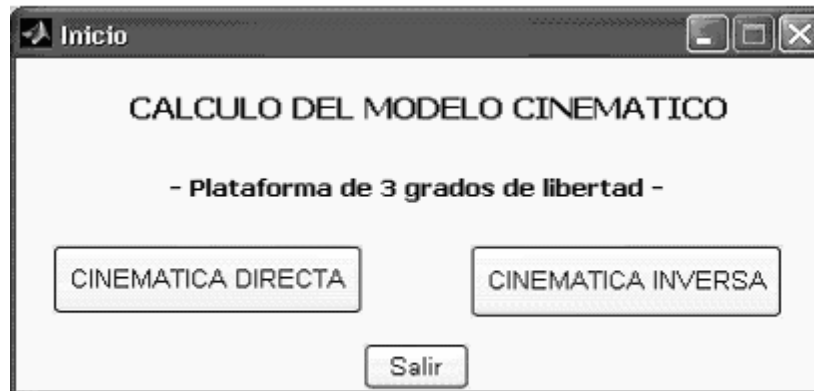 Inicio
CALCULO DEL MODELO CINEMATICO
- Plataforma de 3 grados de libertad -
CINEMATICA DIRECTA
CINEMATICA INVERSA
Salir